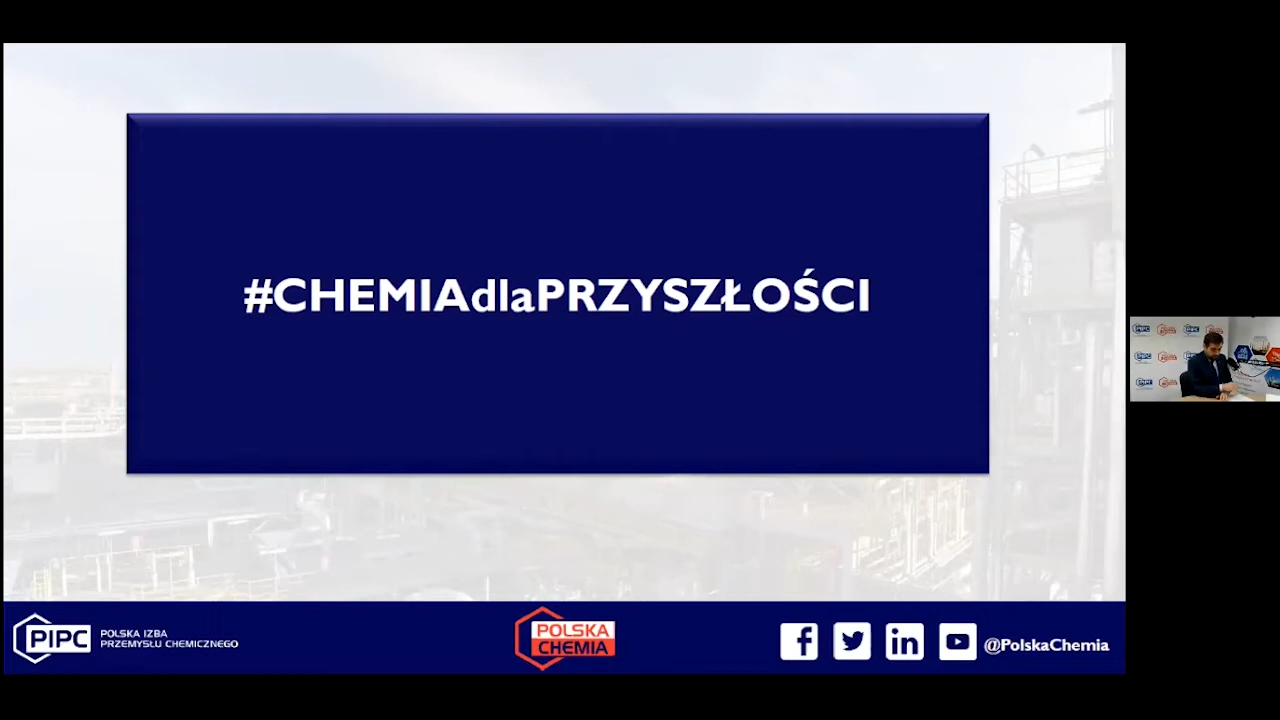 #CHEMIAdlaPRZYSZŁOŚCI
PIPC
POLSKA IZBA
PRZEMYSŁU CHEMICZNEGO
POLSKA
CHEMIA
@PolskaChemia